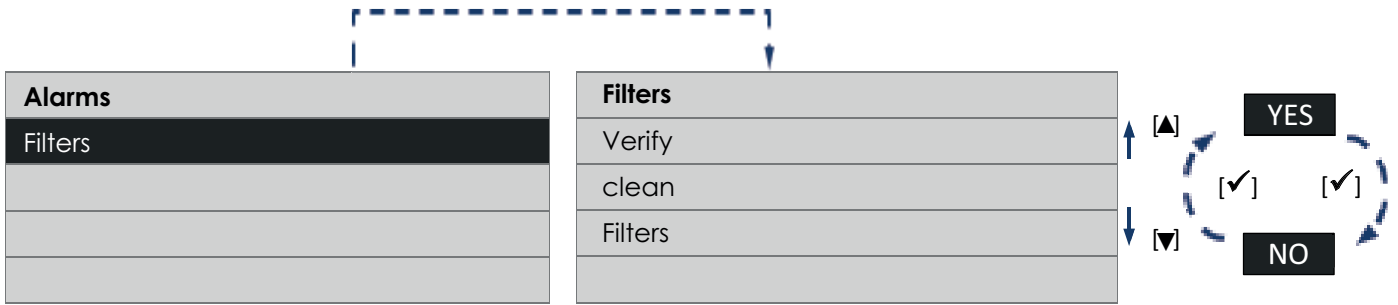 Alarms
Filters
Filters
Verify
clean
Filters
[▲]
[▼]
YES
[✔]
[✔]
NO